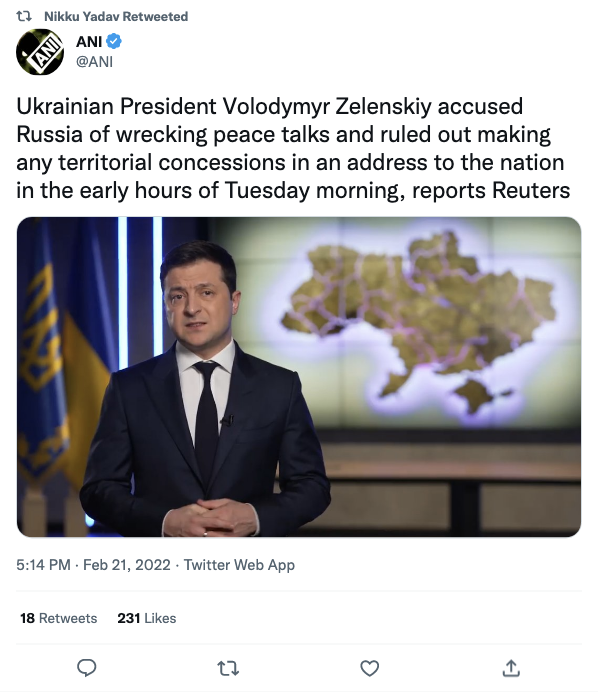 Nikku Yadav Retweeted
ANI
@ANI
Ukrainian President Volodymyr Zelenskiy accused
Russia of wrecking peace talks and ruled out making
any territorial concessions in an address to the nation
in the early hours of Tuesday morning, reports Reuters
5:14 PM · Feb 21, 2022 · Twitter Web App
18 Retweets 231 Likes